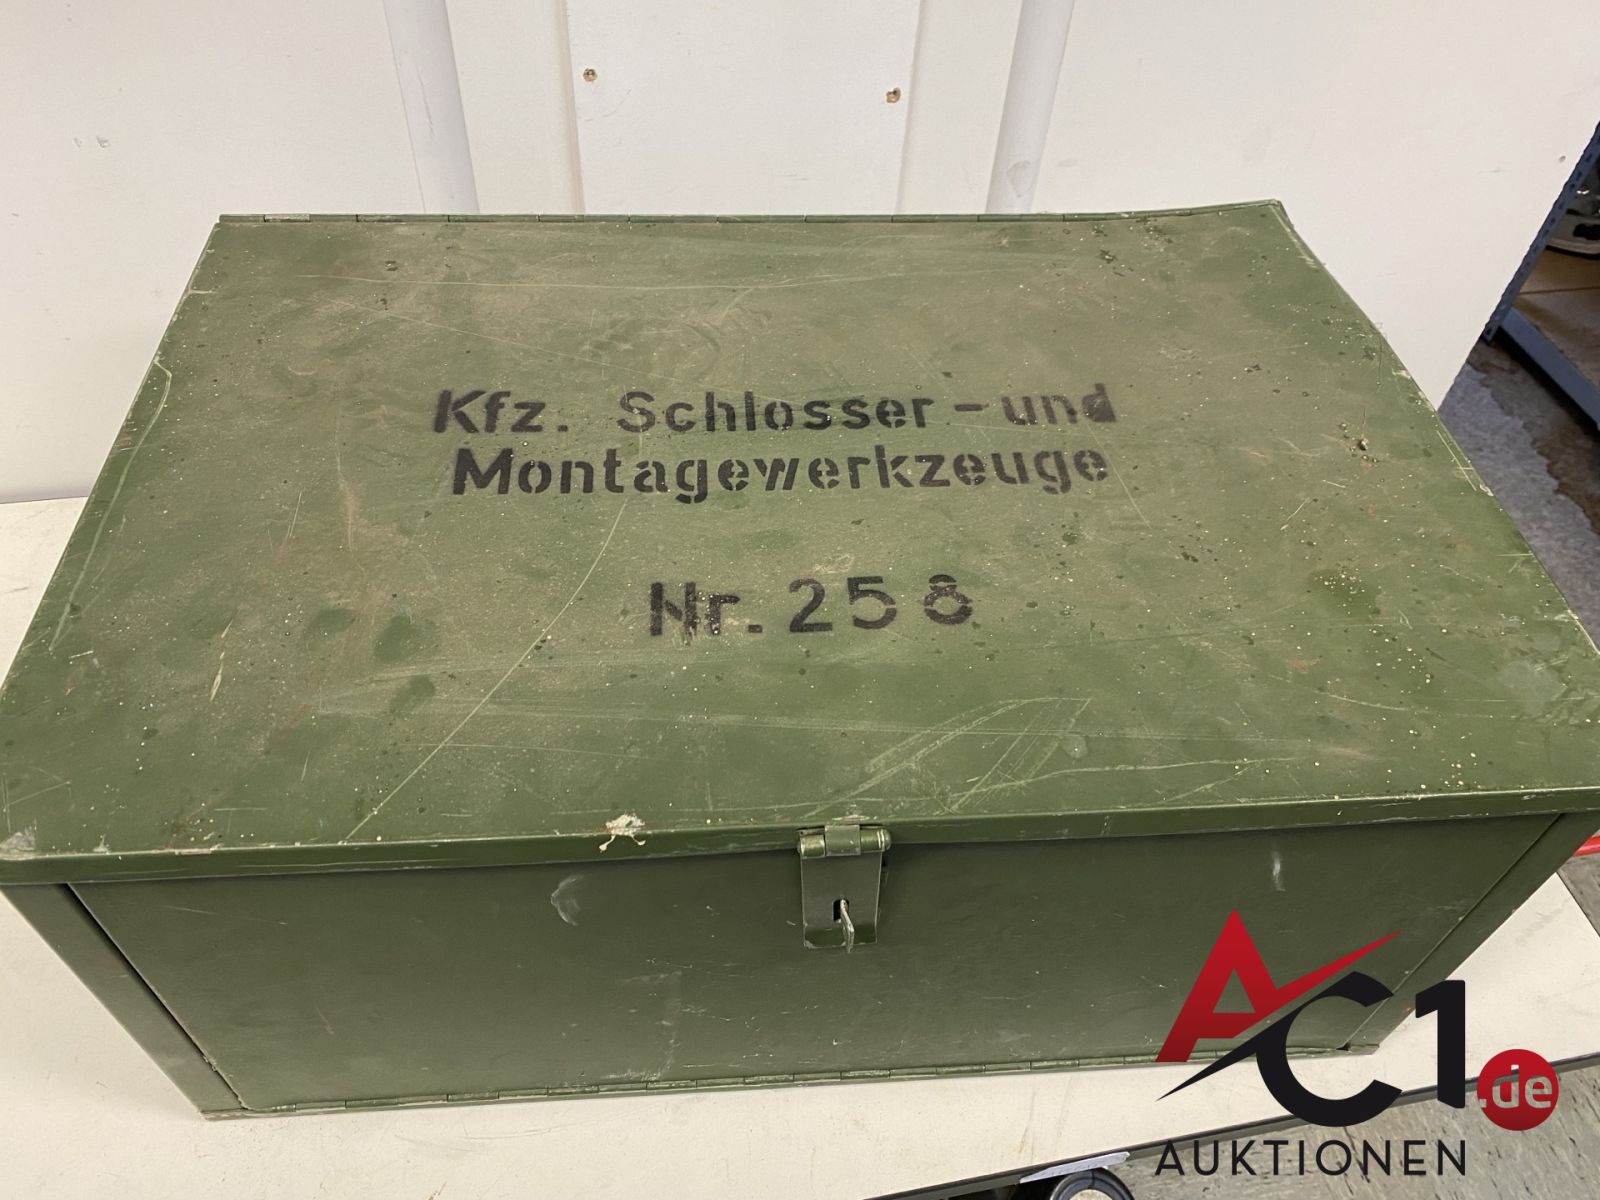 Kfz. Schlosser - und
Montagewerkzeuge
Nr. 258
AC1.de
AUKTIONEN